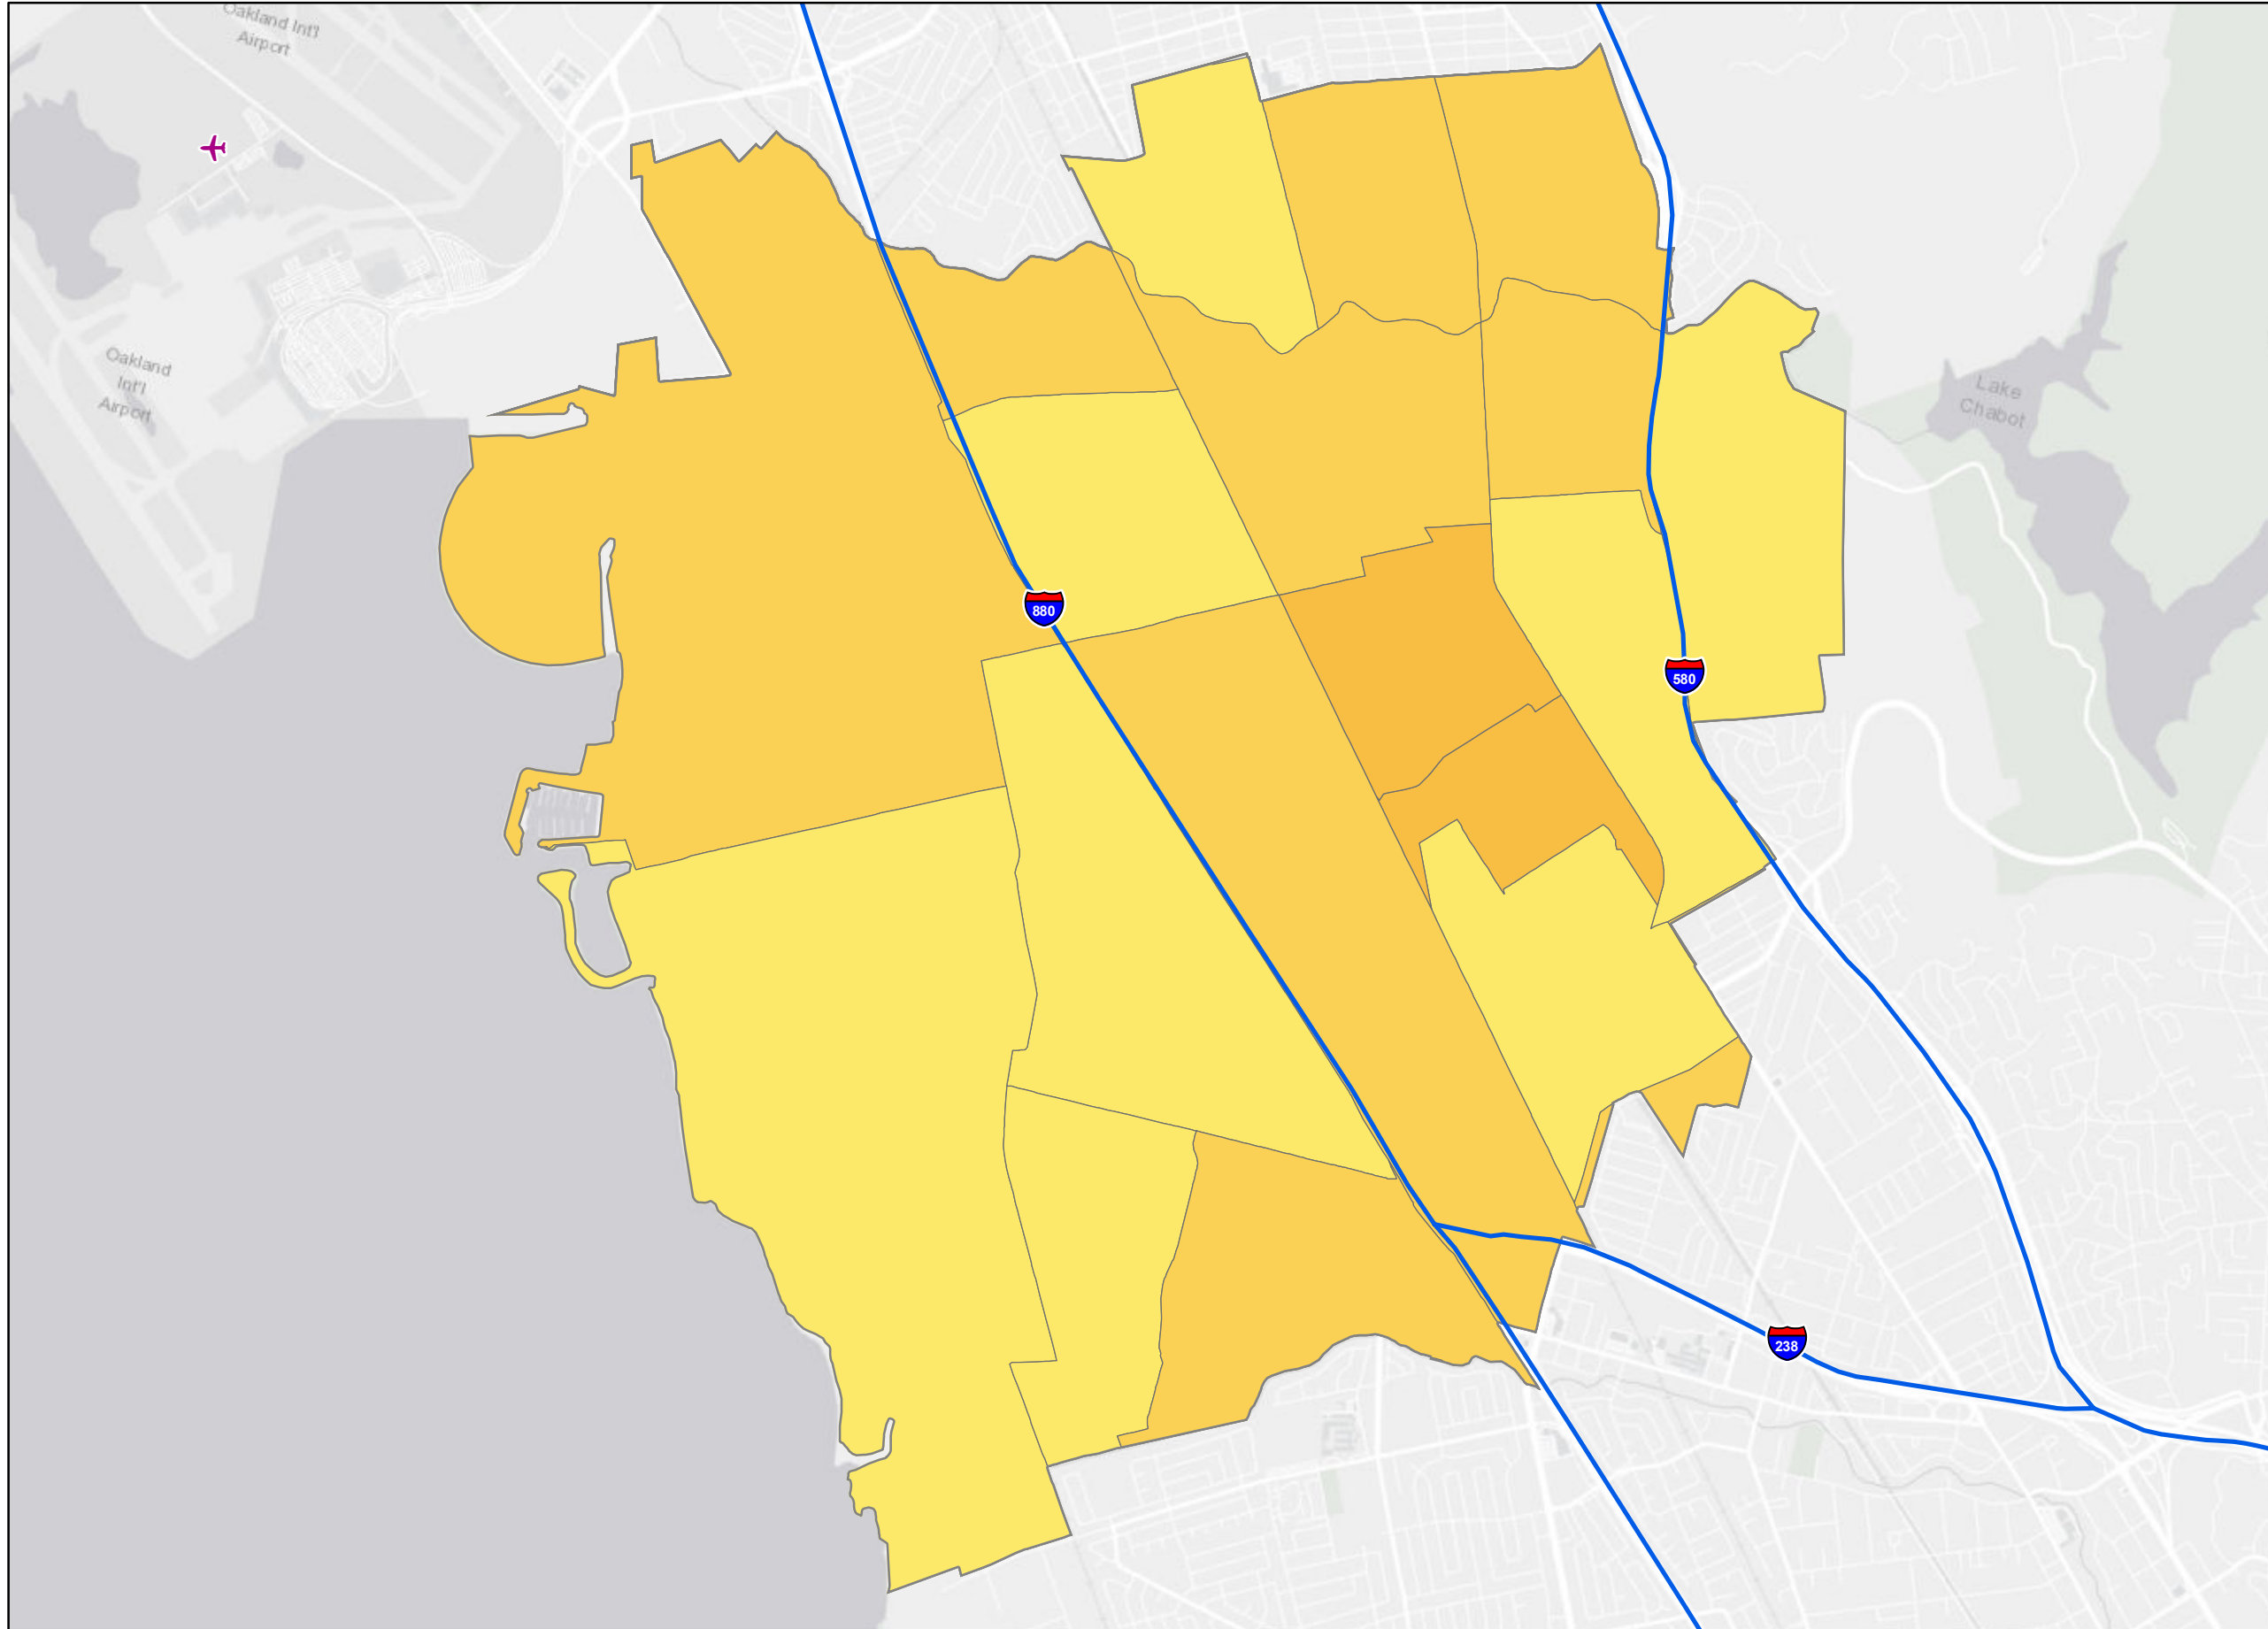 Oakland Int'l
Airport
Oakland
Int'l
Airport
Lake
Chabot
880
580
238